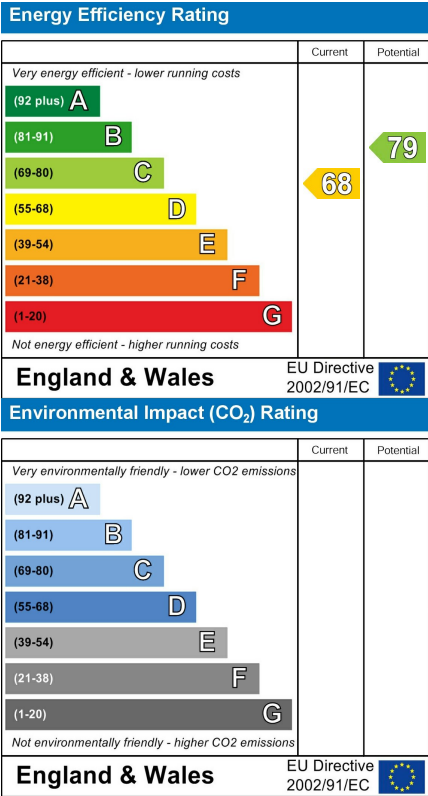 Energy Efficiency Rating
Current Potential
Very energy efficient - lower running costs
(92 plus) A
(81-91) B
79
(69-80) C
68
(55-68) D
(39-54) E
(21-38) F
(1-20) G
Not energy efficient - higher running costs
England & Wales
EU Directive
2002/91/EC
Environmental Impact (CO₂) Rating
Current Potential
Very environmentally friendly - lower CO2 emissions
(92 plus) A
(81-91) B
(69-80) C
(55-68) D
(39-54) E
(21-38) F
(1-20) G
Not environmentally friendly - higher CO2 emissions
England & Wales
EU Directive
2002/91/EC